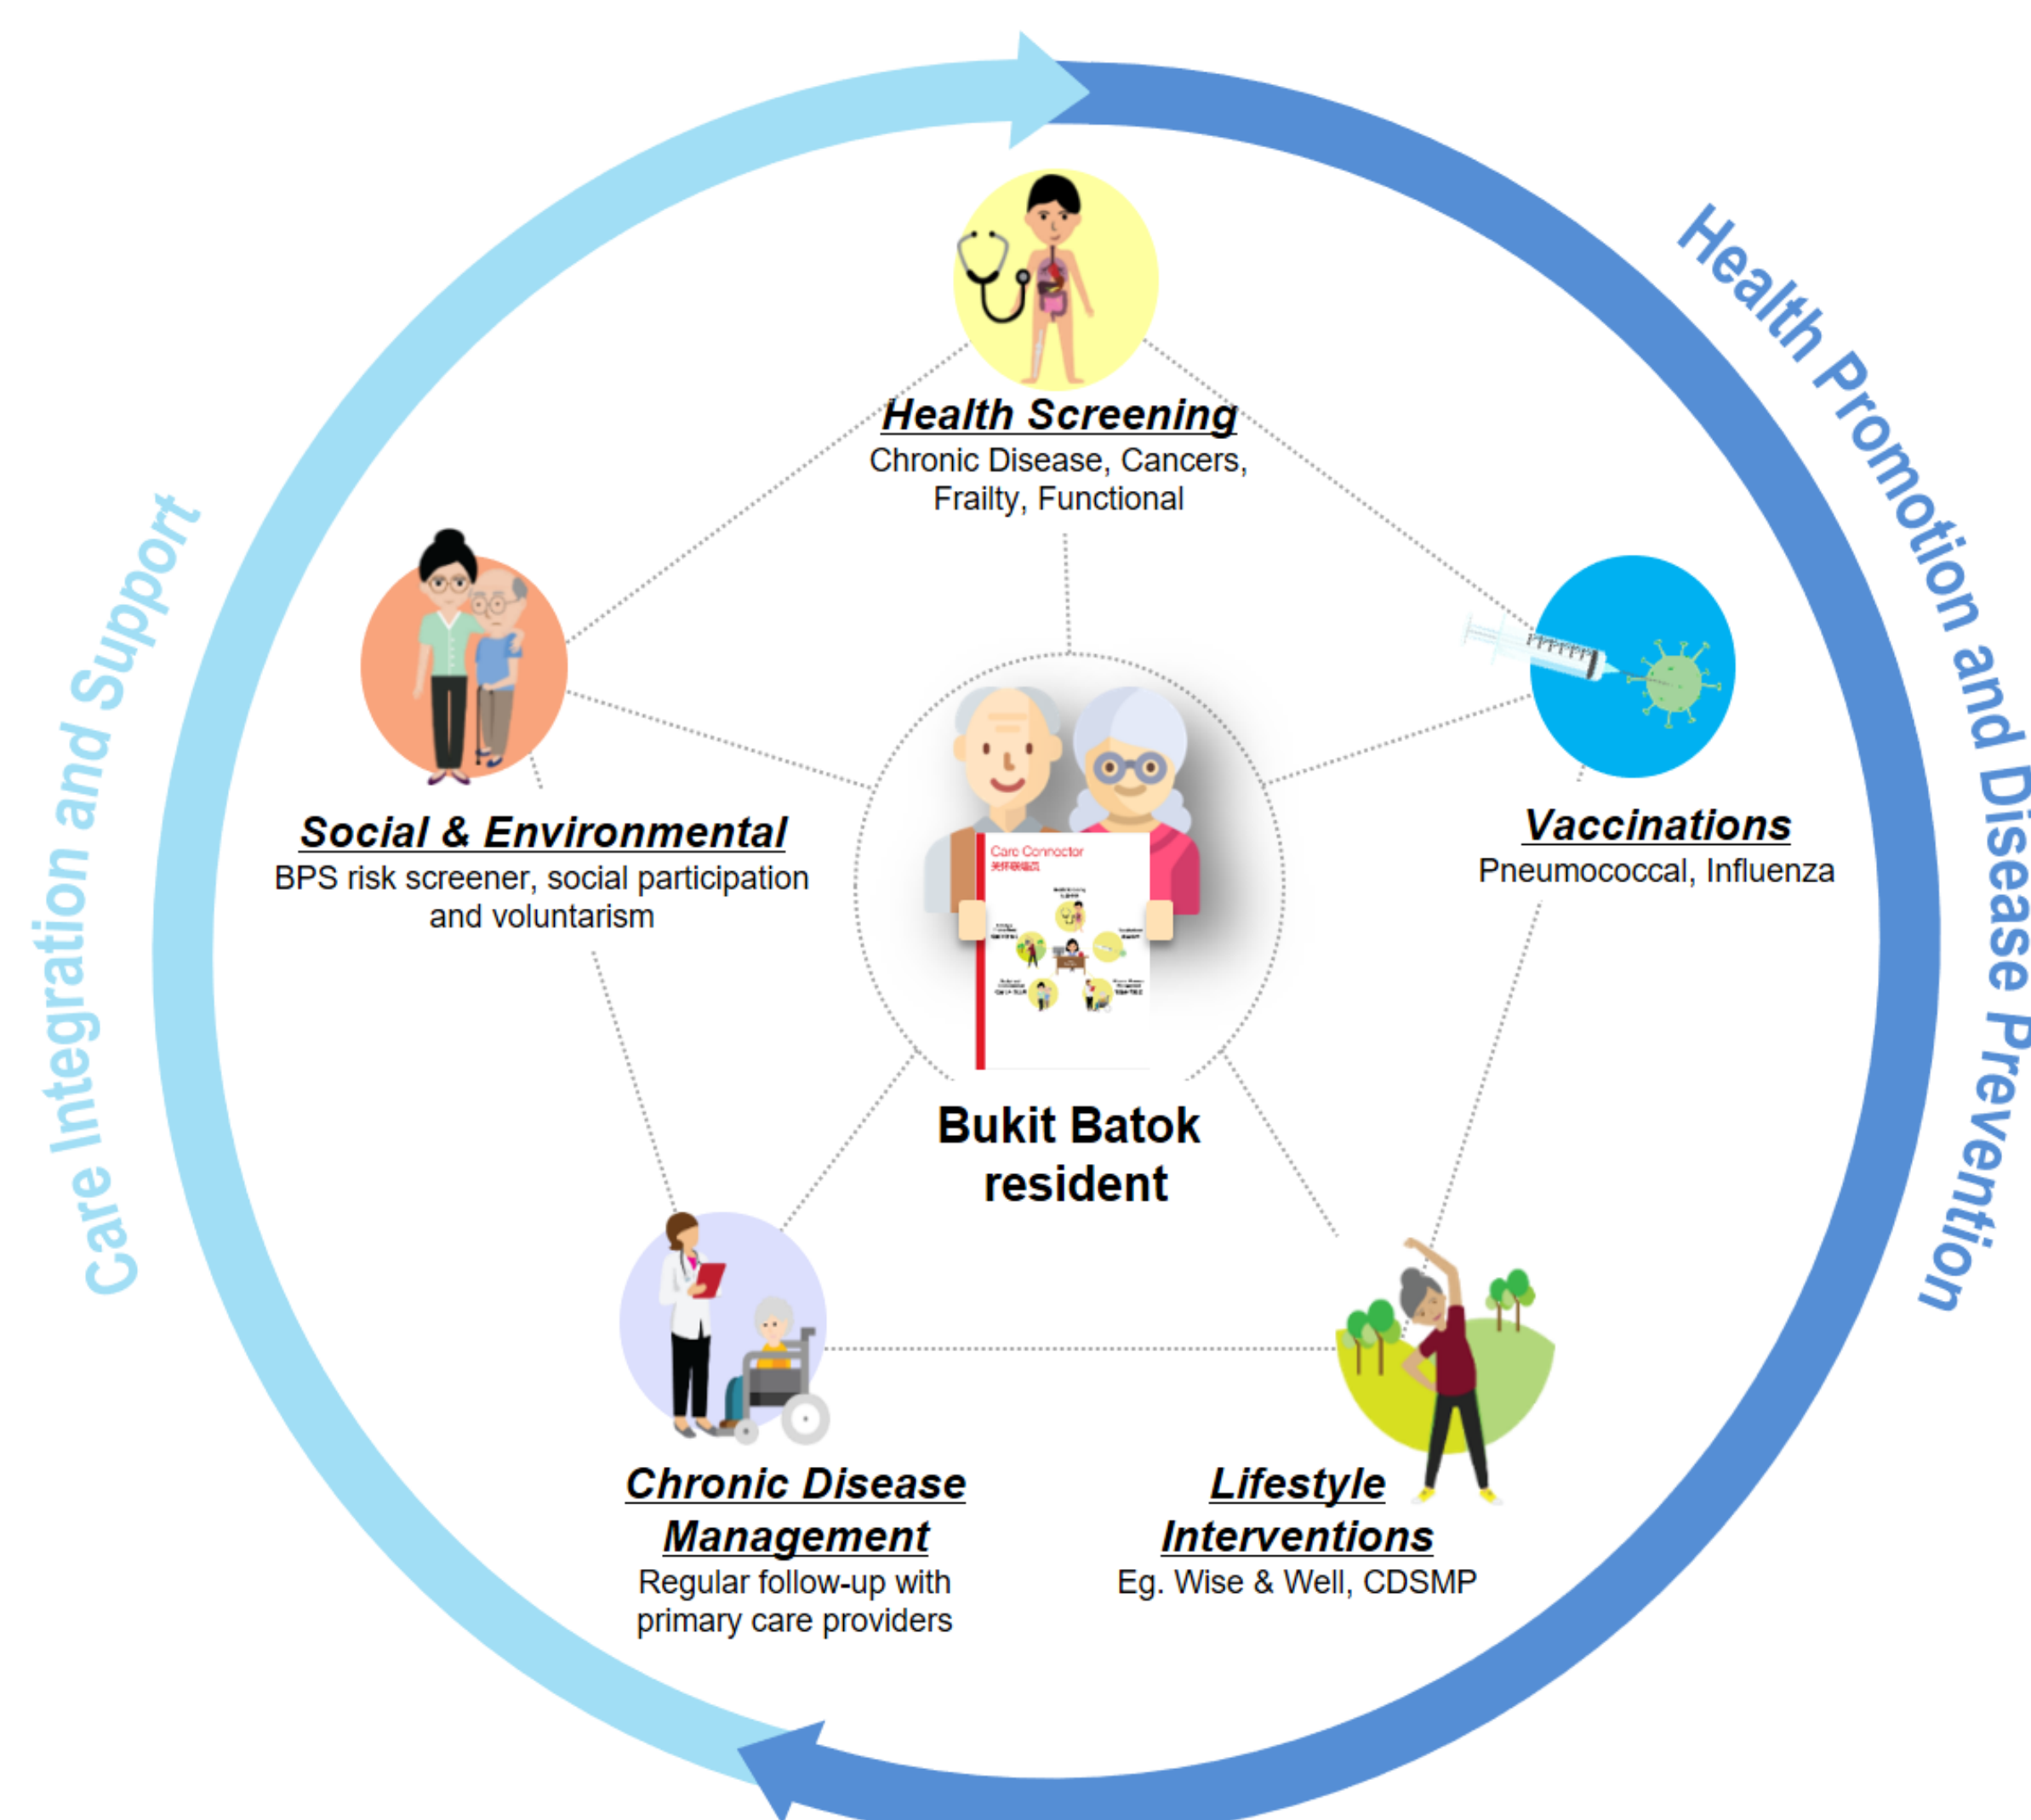 Health Promotion and Disease Prevention
Care Integration and Support
Health Screening
Chronic Disease, Cancers,
Frailty, Functional
Social & Environmental
BPS risk screener, social participation
and voluntarism
Vaccinations
Pneumococcal, Influenza
Care Connector
Bukit Batok
resident
Chronic Disease
Management
Regular follow-up with
primary care providers
Lifestyle
Interventions
Eg. Wise & Well, CDSMP